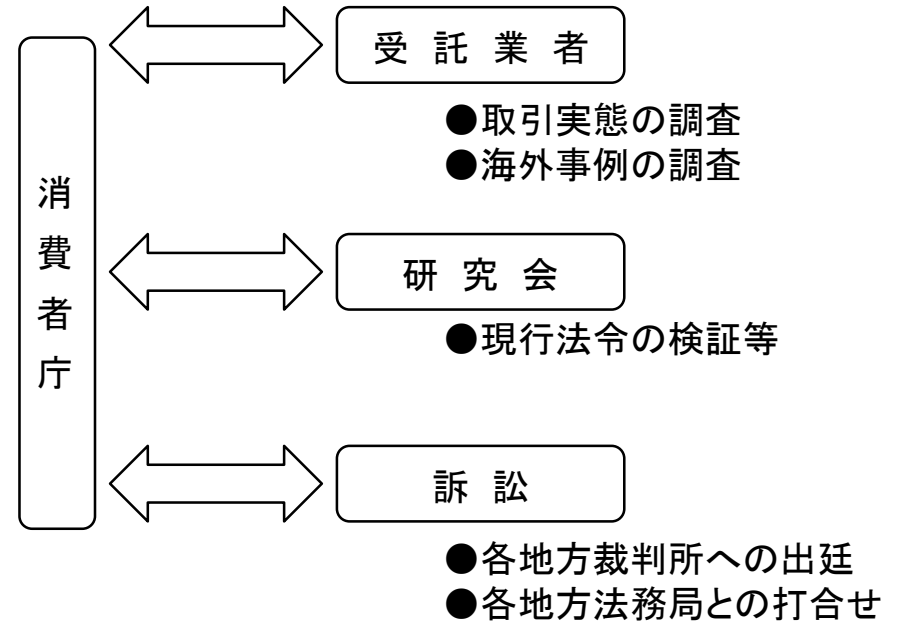 消費者庁
受託業者
●取引実態の調査
●海外事例の調査
研究会
●現行法令の検証等
訴訟
●各地方裁判所への出廷
●各地方法務局との打合せ